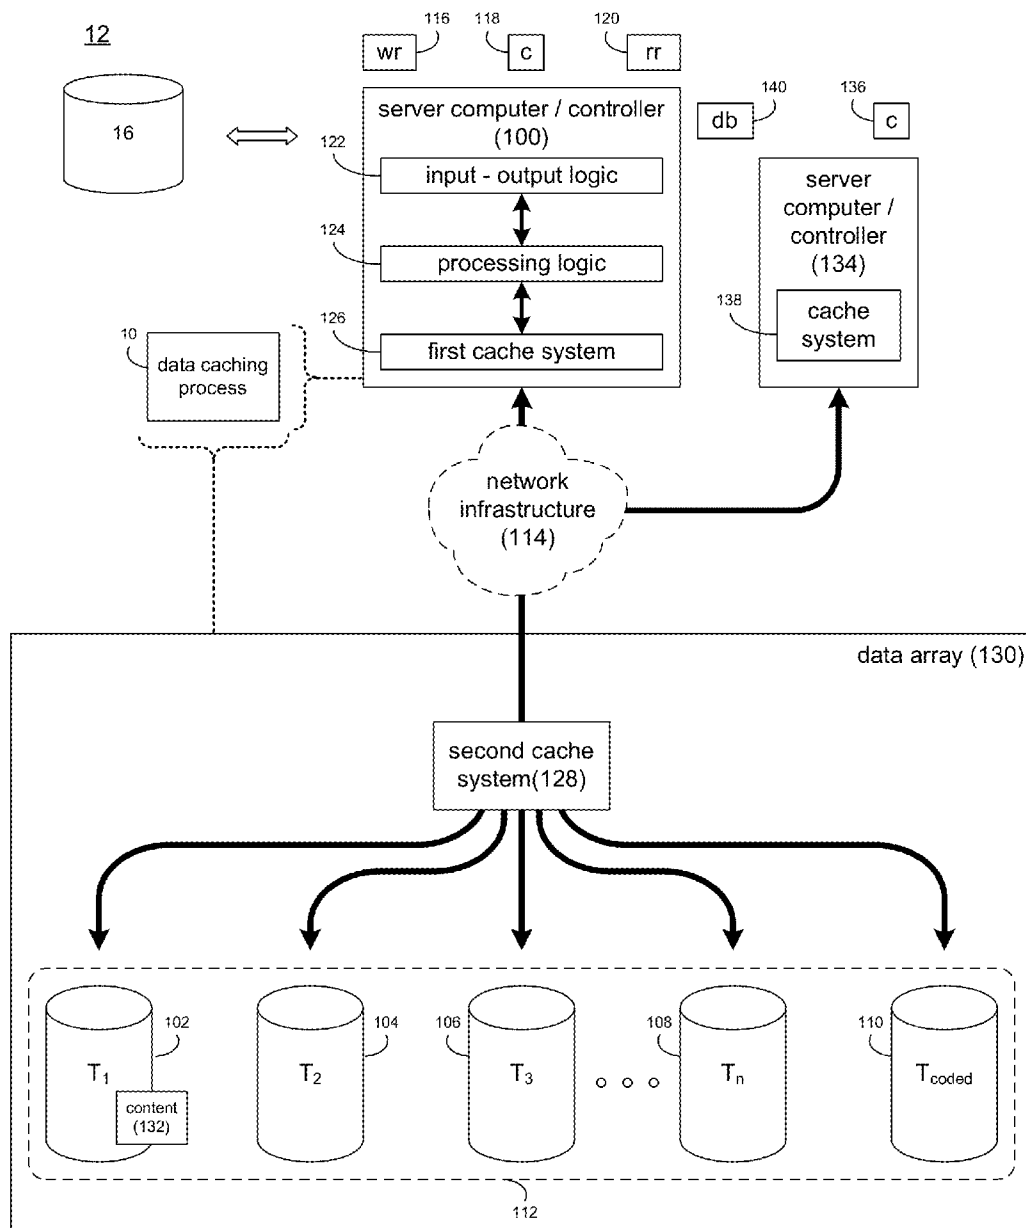 12
116
118
120
wr
c
rr
16
server computer / controller
(100)
140
136
db
c
122
input - output logic
server
computer /
controller
(134)
124
processing logic
138
cache
system
126
first cache system
10
data caching
process
network
infrastructure
(114)
data array (130)
second cache
system(128)
102
104
106
108
110
T1
T2
T3
Tn
Tcoded
content
(132)
112